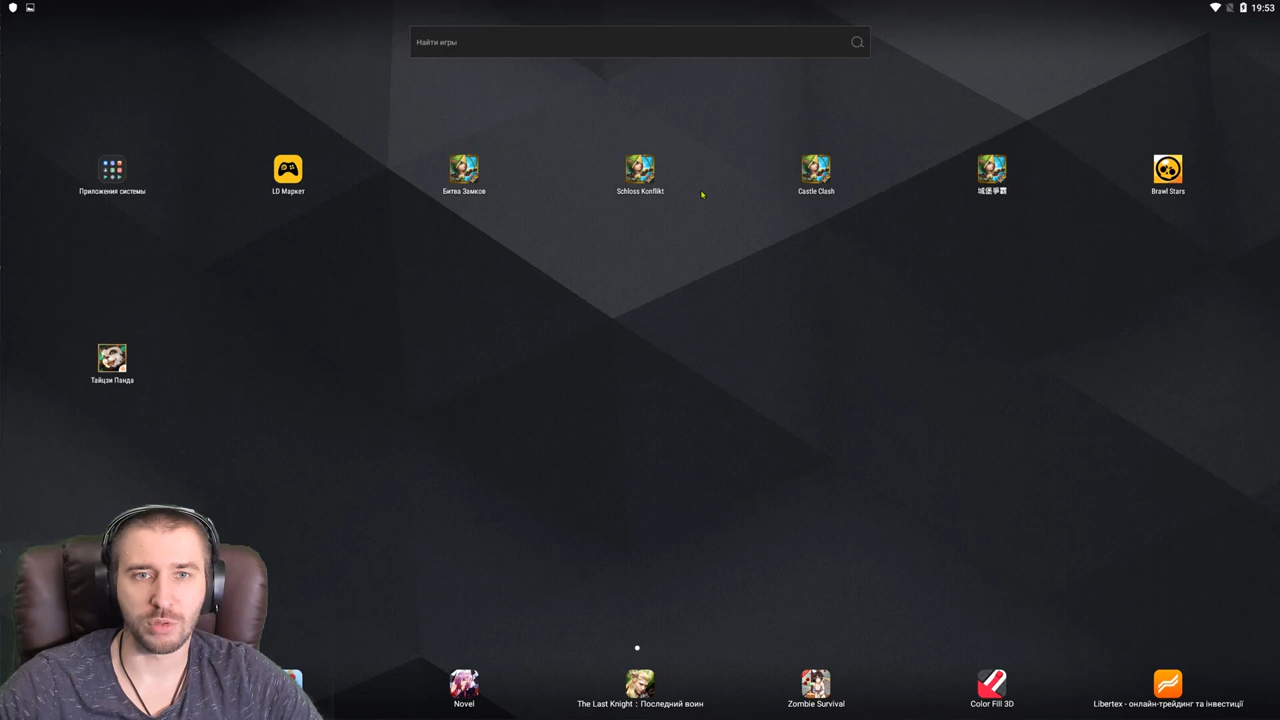 19:53
Найти игры
Приложения системы
LD Маркет
Битва Замков
Schloss Konflikt
Castle Clash
城堡爭霸
Brawl Stars
Тайцзи Панда
Novel
The Last Knight : Последний воин
Zombie Survival
Color Fill 3D
Libertex - онлайн-трейдинг та інвестиції